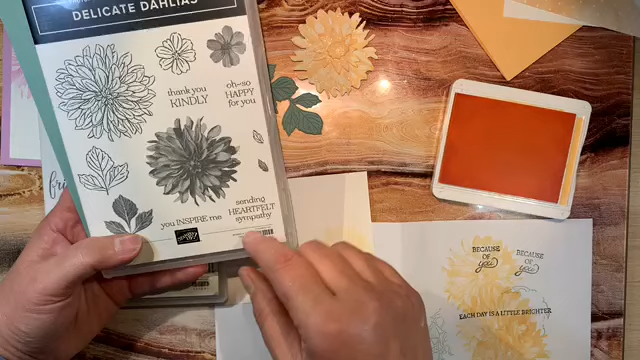 DELICATE DAHLIAS
thank you
KINDLY
oh-so
HAPPY
for you
you INSPIRE me
sending
HEARTFELT
sympathy
BECAUSE
OF
you
BECAUSE
OF
you
EACH DAY IS A LITTLE BRIGHTER